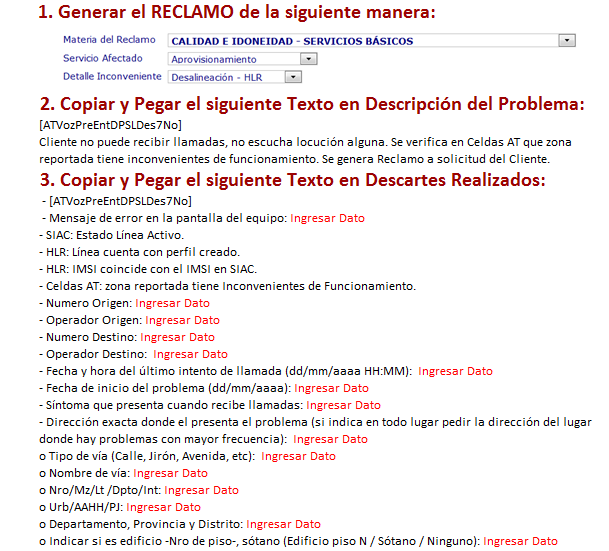 1. Generar el RECLAMO de la siguiente manera:
Materia del Reclamo CALIDAD E IDONEIDAD - SERVICIOS BÁSICOS
Servicio Afectado Aprovisionamiento
Detalle Inconveniente Desalineación - HLR
2. Copiar y Pegar el siguiente Texto en Descripción del Problema:
[ATVozPreEntDPSLDes7No]
Cliente no puede recibir llamadas, no escucha locución alguna. Se verifica en Celdas AT que zona
reportada tiene inconvenientes de funcionamiento. Se genera Reclamo a solicitud del Cliente.
3. Copiar y Pegar el siguiente Texto en Descartes Realizados:
- [ATVozPreEntDPSLDes7No]
- Mensaje de error en la pantalla del equipo: Ingresar Dato
- SIAC: Estado Línea Activo.
- HLR: Línea cuenta con perfil creado.
- HLR: IMSI coincide con el IMSI en SIAC.
- Celdas AT: zona reportada tiene Inconvenientes de Funcionamiento.
- Numero Origen: Ingresar Dato
- Operador Origen: Ingresar Dato
- Numero Destino: Ingresar Dato
- Operador Destino: Ingresar Dato
- Fecha y hora del último intento de llamada (dd/mm/aaaa HH:MM): Ingresar Dato
- Fecha de inicio del problema (dd/mm/aaaa): Ingresar Dato
- Síntoma que presenta cuando recibe llamadas: Ingresar Dato
- Dirección exacta donde el presenta el problema (si indica en todo lugar pedir la dirección del lugar
donde hay problemas con mayor frecuencia): Ingresar Dato
o Tipo de vía (Calle, Jirón, Avenida, etc): Ingresar Dato
o Nombre de vía: Ingresar Dato
o Nro/Mz/Lt /Dpto/Int: Ingresar Dato
o Urb/AAHH/PJ: Ingresar Dato
o Departamento, Provincia y Distrito: Ingresar Dato
o Indicar si es edificio -Nro de piso-, sótano (Edificio piso N / Sótano / Ninguno): Ingresar Dato